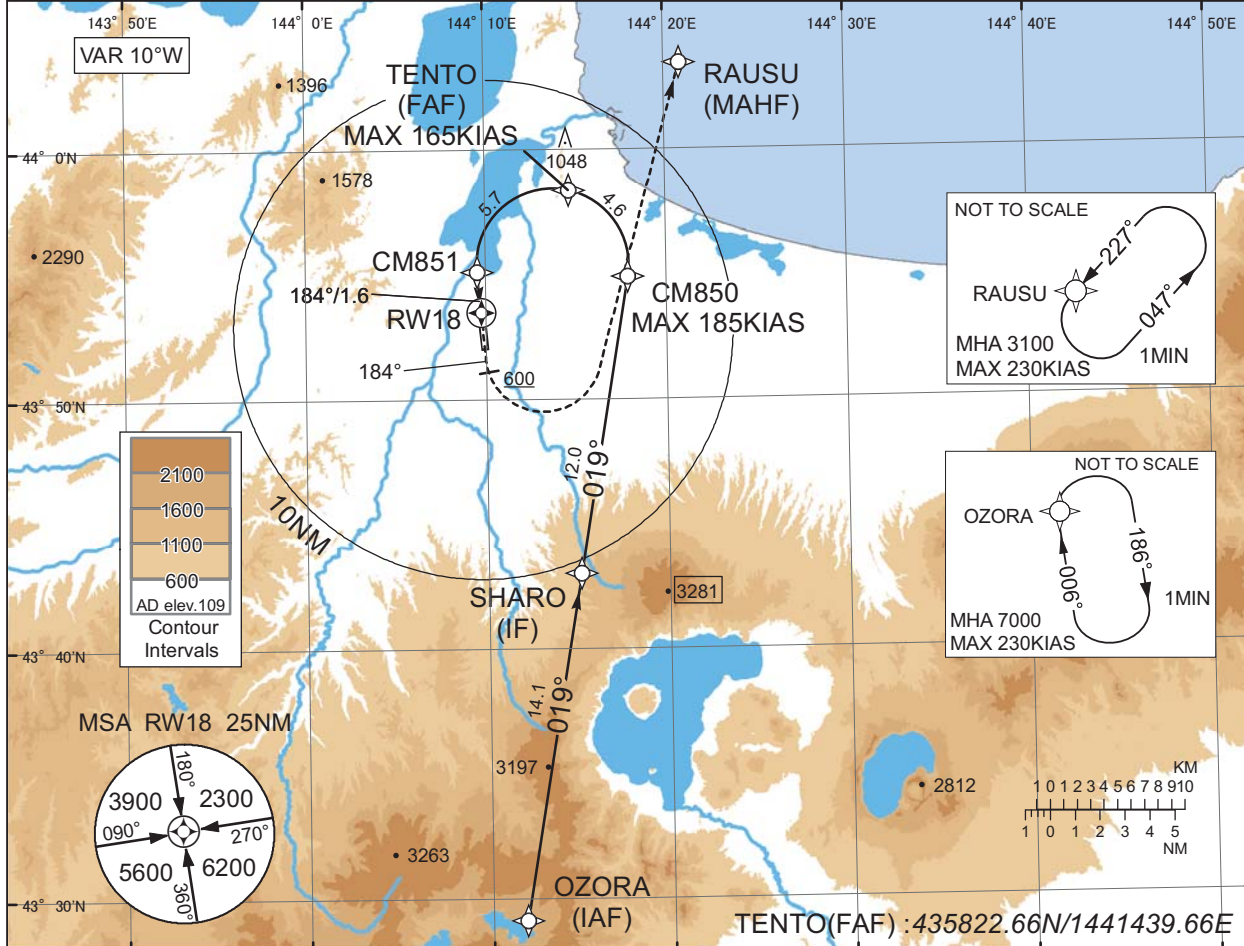 143° 50'E
144° 0'E
144° 10'E
144° 20'E
144° 30'E
144° 40'E
144° 50'E
VAR 10°W
1396
TENTO
(FAF)
MAX 165KIAS
RAUSU
(MAHF)
44° 0'N
1048
1578
5.7
4.6
2290
CM851
184°/1.6
RW18
CM850
MAX 185KIAS
NOT TO SCALE
227°
RAUSU
047°
MHA 3100
MAX 230KIAS
1MIN
184°
600
43° 50'N
12.0
019°
10NM
2100
1600
1100
600
AD elev.109
Contour
Intervals
NOT TO SCALE
OZORA
186°
006°
1MIN
MHA 7000
MAX 230KIAS
SHARO
(IF)
3281
43° 40'N
14.1
019°
MSA RW18 25NM
180°
3900
2300
090°
270°
5600
6200
360°
3197
2812
KM
1 0 1 2 3 4 5 6 7 8 9 10
1 0 1 2 3 4 5
NM
3263
OZORA
(IAF)
43° 30'N
TENTO(FAF) :435822.66N/1441439.66E